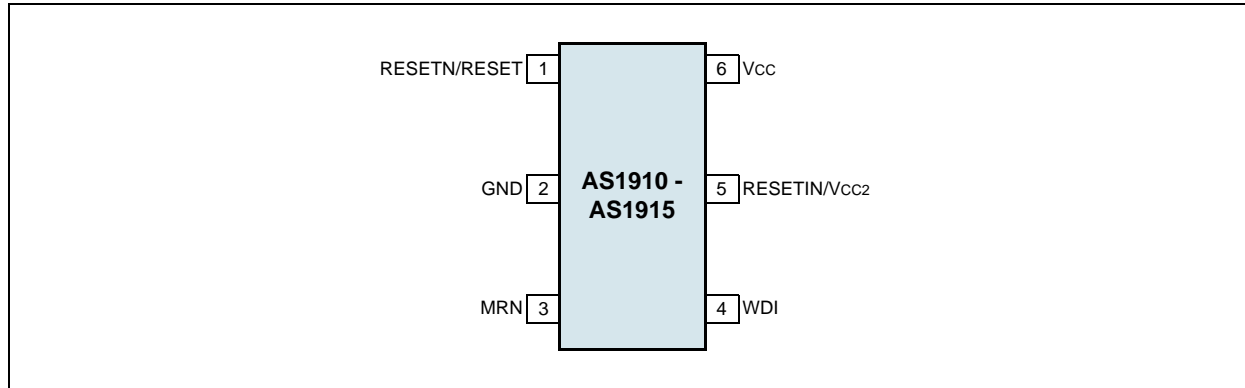 RESETN/RESET 1
6 VCC
GND 2
AS1910 -
AS1915
5 RESETIN/VCC2
MRN 3
4 WDI